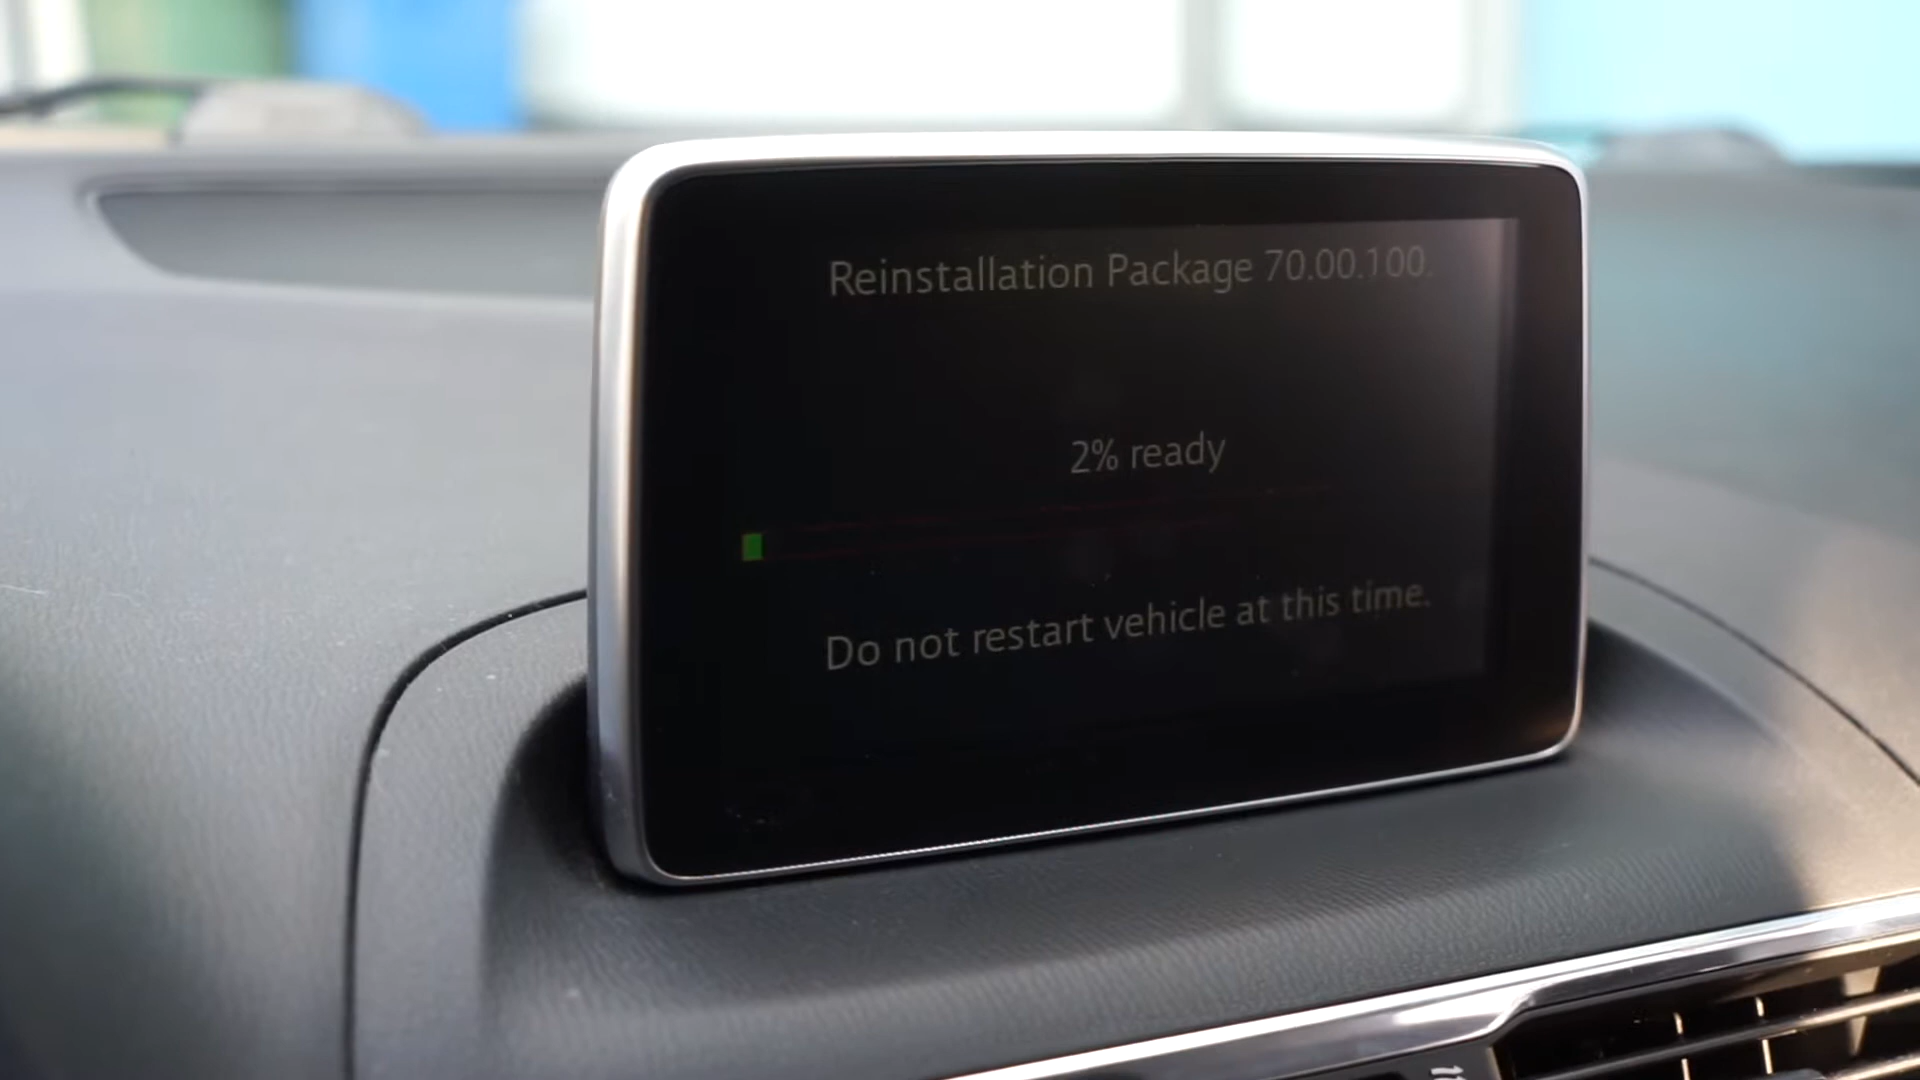 Reinstallation Package 70.00.100.
2% ready
Do not restart vehicle at this time.